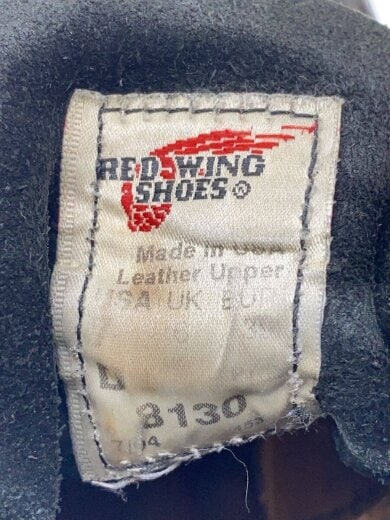 RED WING
SHOES®
Made in USA
Leather Upper
USA UK EUR
D
8130